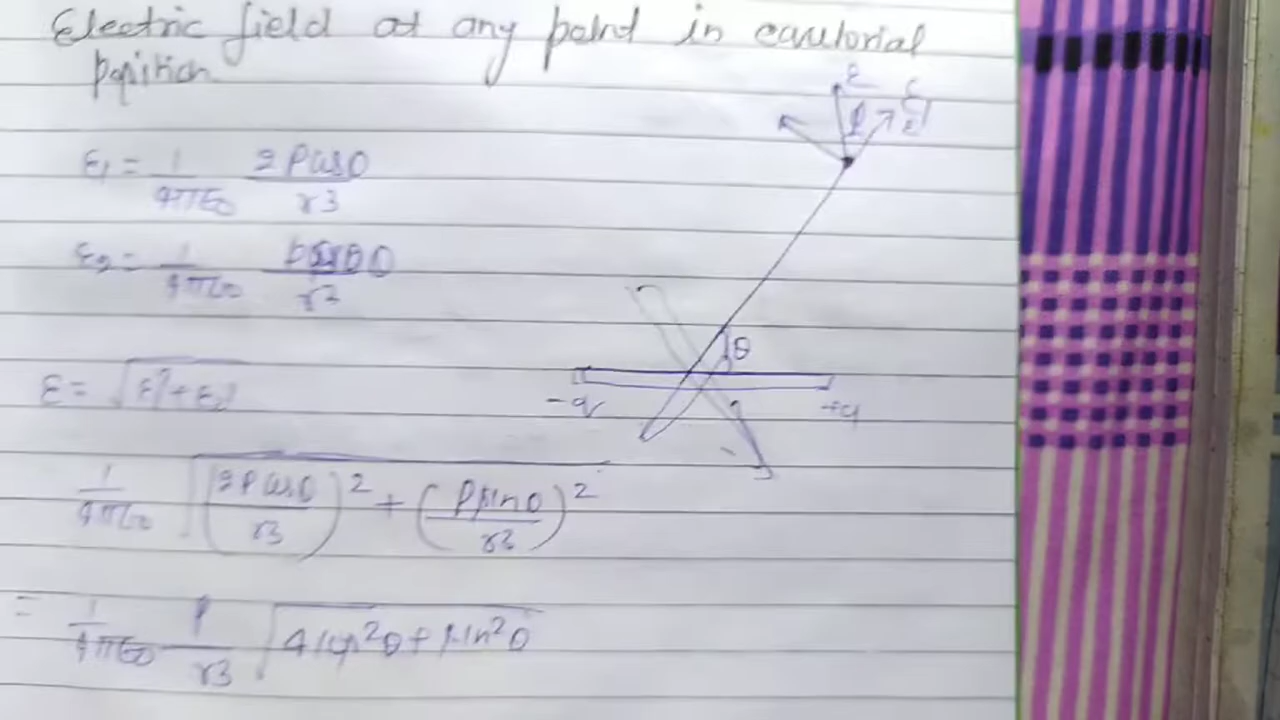 Electric field at any point in equatorial
Position
E₁ = 1/4πε₀ 2Pcosθ/r3
E₂ = 1/4πε₀ θ/r3
E = √E₁²+E₂²
1/4πε₀ √(2Pcosθ/r3)² + (Psinθ/r3)²
= 1/4πε₀ P/r3 √4cos²θ+sin²θ
E
θ
-q
+q